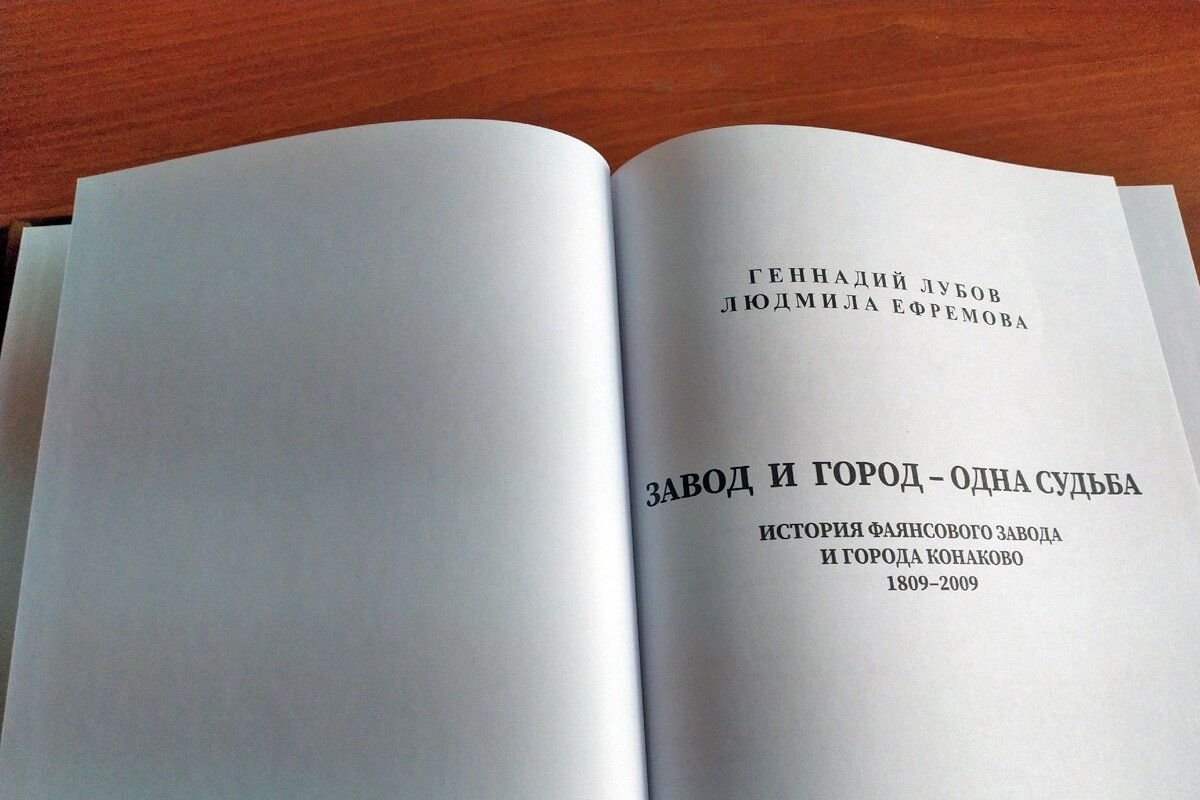 ГЕННАДИЙ ЛУБОВ
ЛЮДМИЛА ЕФРЕМОВА
ЗАВОД И ГОРОД – ОДНА СУДЬБА
ИСТОРИЯ ФАЯНСОВОГО ЗАВОДА
И ГОРОДА КОНАКОВО
1809–2009